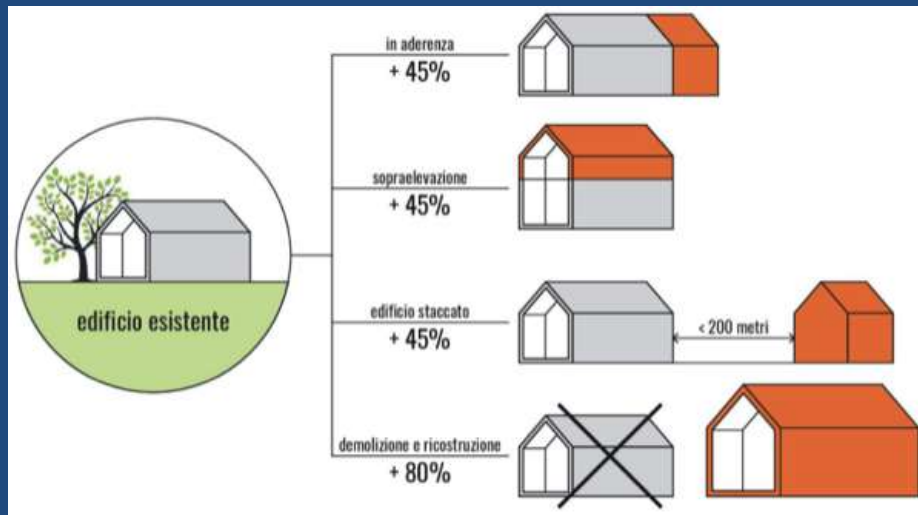 in aderenza
+ 45%
sopraelevazione
+ 45%
edificio esistente
edificio staccato
+ 45%
< 200 metri
demolizione e ricostruzione
+ 80%